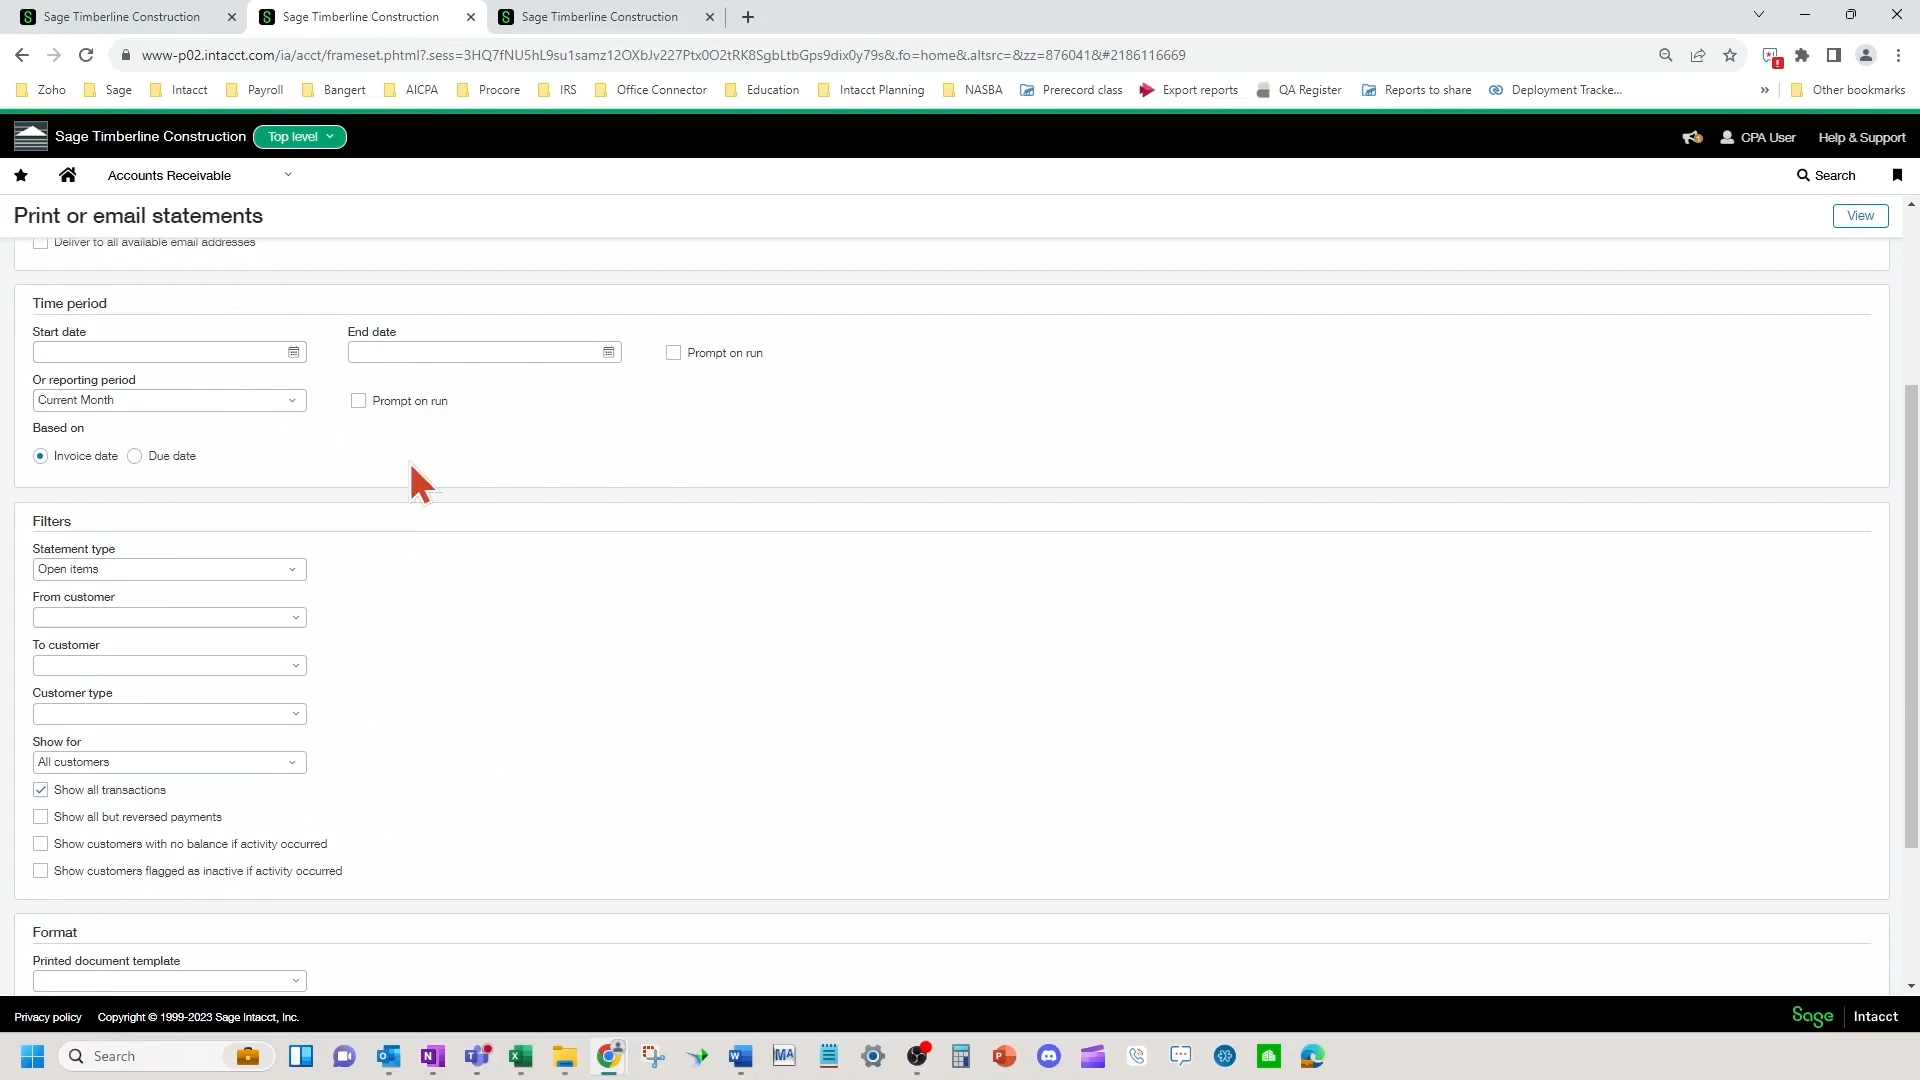 Sage Timberline Construction
Sage Timberline Construction
Sage Timberline Construction
www-p02.intacct.com/ia/acct/frameset.phtml?.sess=3HQ7fNU5hL9su1samz12OXbJv227Ptx0O2tRK8SgbLtbGps9dix0y79s&.fo=home&.altsrc=&zz=876041&#2186116669
Zoho Sage Intacct Payroll Bangert AICPA Procore IRS Office Connector Education Intacct Planning NASBA Prerecord class Export reports QA Register Reports to share Deployment Tracke... » Other bookmarks
Sage Timberline Construction Top level CPA User Help & Support
Accounts Receivable Search
Print or email statements View
Deliver to all available email addresses
Time period
Start date End date
Prompt on run
Or reporting period
Current Month Prompt on run
Based on
Invoice date Due date
Filters
Statement type
Open items
From customer
To customer
Customer type
Show for
All customers
Show all transactions
Show all but reversed payments
Show customers with no balance if activity occurred
Show customers flagged as inactive if activity occurred
Format
Printed document template
Privacy policy Copyright © 1999-2023 Sage Intacct, Inc. Sage Intacct
Search